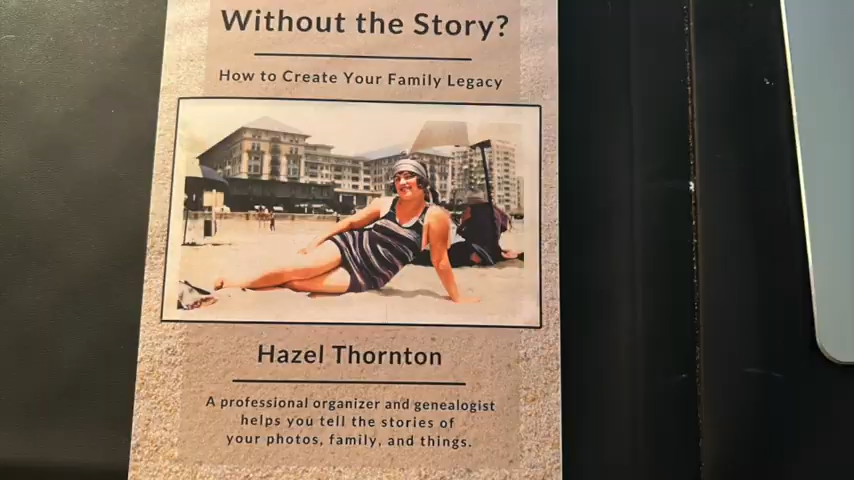 Without the Story?
How to Create Your Family Legacy
Hazel Thornton
A professional organizer and genealogist
helps you tell the stories of
your photos, family, and things.